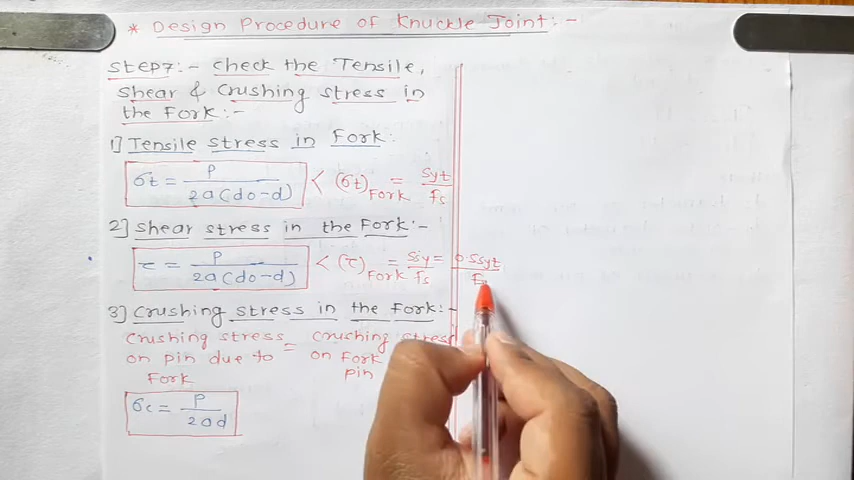 * Design Procedure of Knuckle Joint:-
Step7:- Check the Tensile,
Shear & Crushing stress in
the Fork:-
1] Tensile stress in Fork:
σt = P / 2a(do-d) < (σt)Fork = Syt / fs
2] Shear stress in the Fork:-
τ = P / 2a(do-d) < (τ)Fork = Ssy / fs = 0.5Syt / fs
3] Crushing stress in the Fork:-
Crushing stress = Crushing stress
on pin due to on Fork
Fork pin
σc = P / 2ad